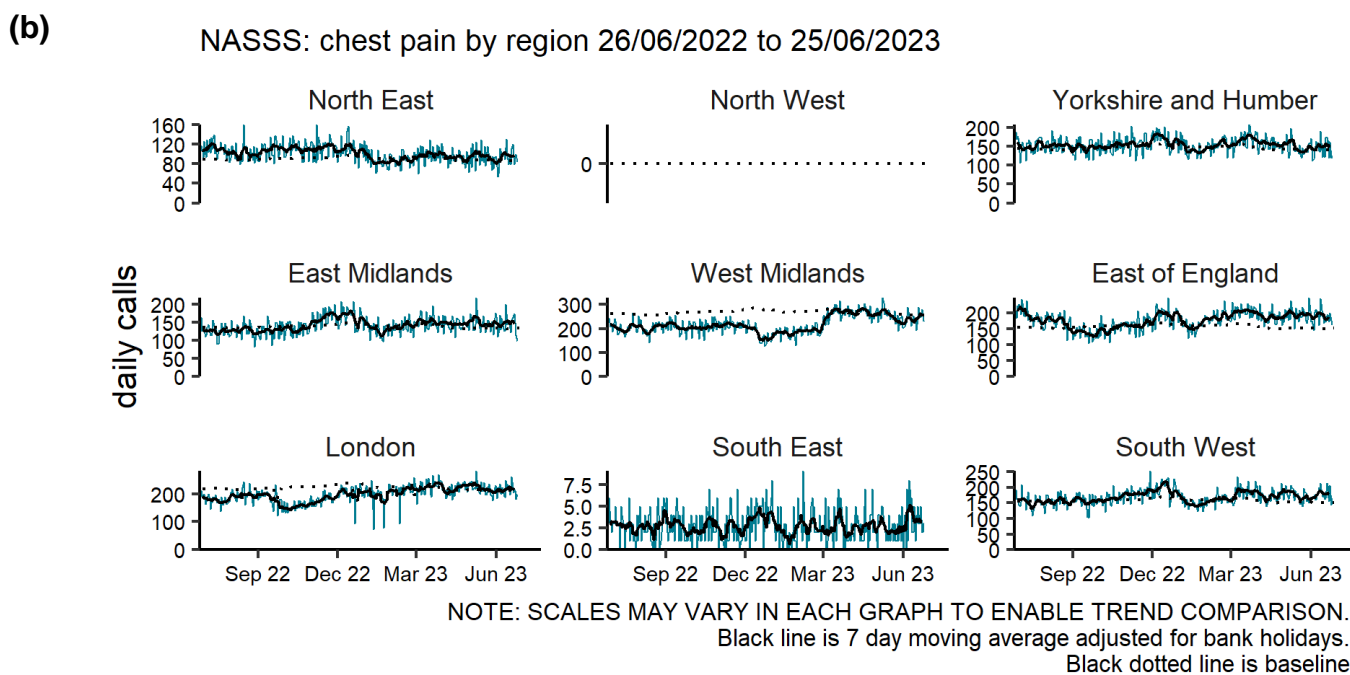 (b)
NASSS: chest pain by region 26/06/2022 to 25/06/2023
North East
160
120
80
40
0
North West
0
Yorkshire and Humber
200
150
100
50
0
daily calls
East Midlands
200
150
100
50
0
West Midlands
300
200
100
0
East of England
200
150
100
50
0
London
200
100
0
Sep 22 Dec 22 Mar 23 Jun 23
South East
7.5
5.0
2.5
0.0
Sep 22 Dec 22 Mar 23 Jun 23
South West
250
200
150
100
50
0
Sep 22 Dec 22 Mar 23 Jun 23
NOTE: SCALES MAY VARY IN EACH GRAPH TO ENABLE TREND COMPARISON.
Black line is 7 day moving average adjusted for bank holidays.
Black dotted line is baseline